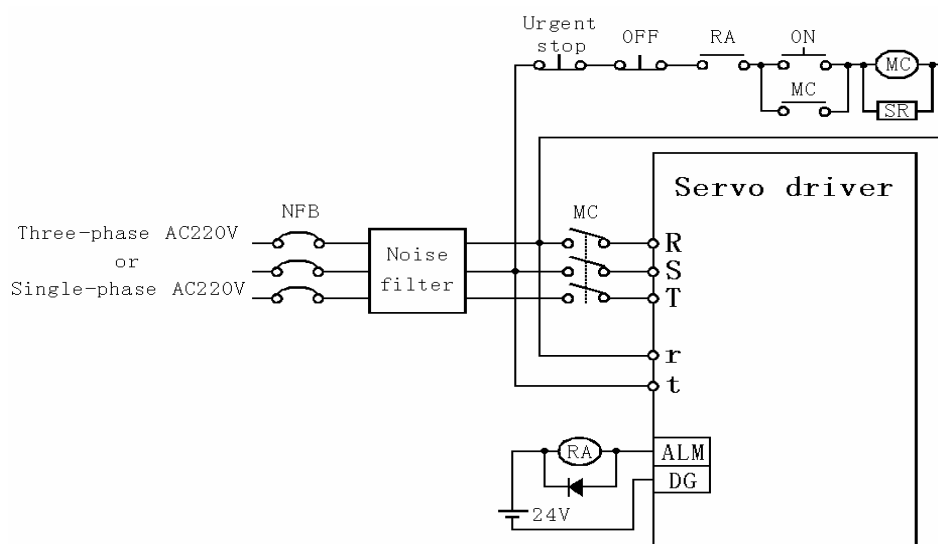 Urgent
stop
OFF
RA
ON
MC
MC
SR
Servo driver
NFB
MC
Three-phase AC220V
or
Single-phase AC220V
Noise
filter
R
S
T
r
t
RA
ALM
DG
24V